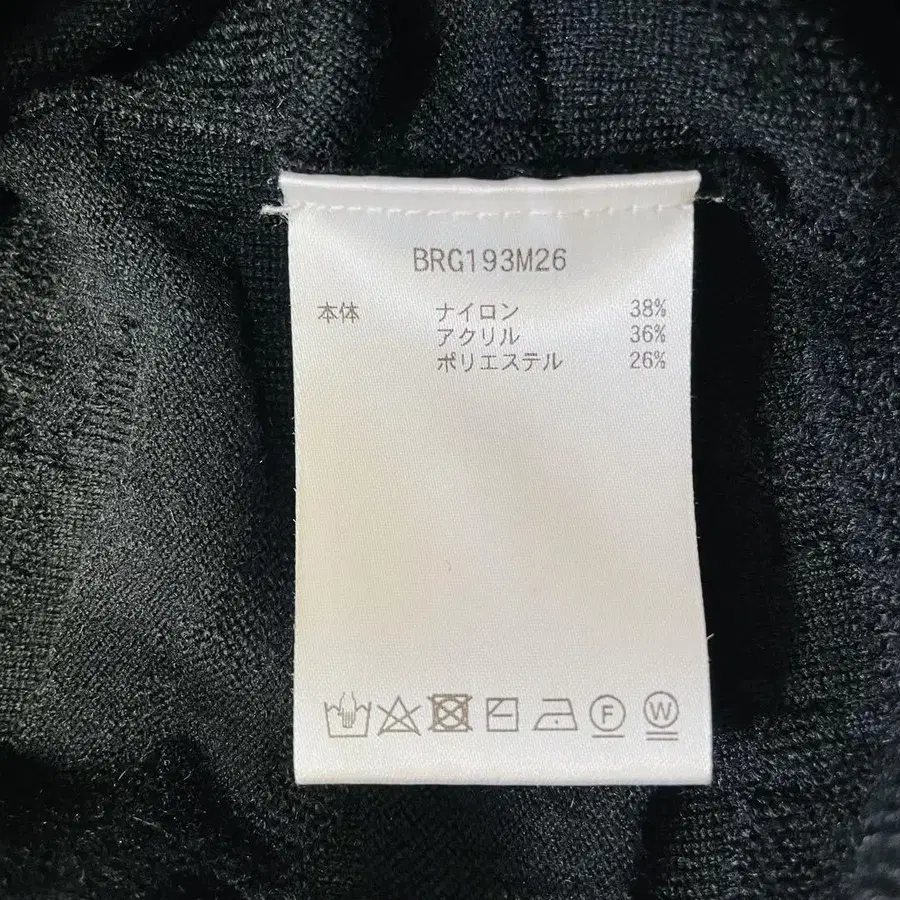 BRG193M26
本体 ナイロン 38%
アクリル 36%
ポリエステル 26%
F W